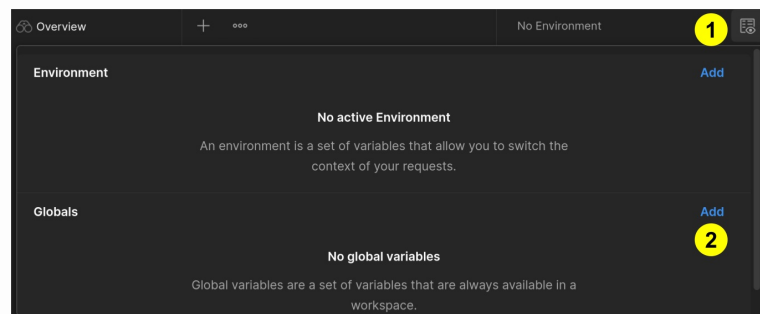 Overview
No Environment
1
Environment
Add
No active Environment
An environment is a set of variables that allow you to switch the
context of your requests.
Globals
Add
2
No global variables
Global variables are a set of variables that are always available in a
workspace.